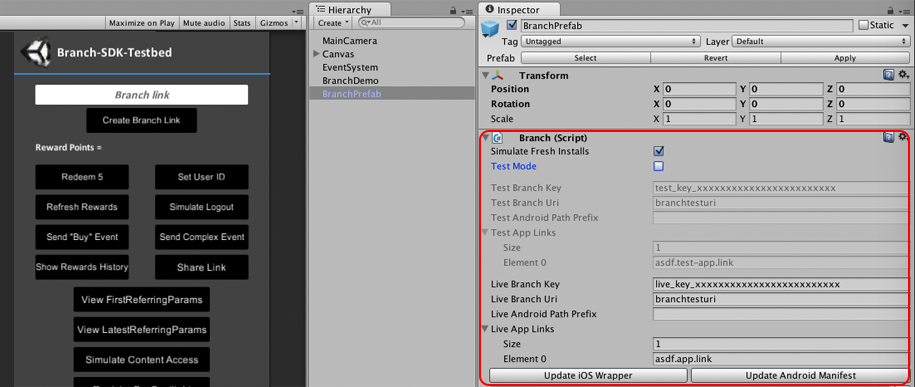 Maximize on Play Mute audio Stats Gizmos
Branch-SDK-Testbed
Branch link
Create Branch Link
Reward Points =
Redeem 5 Set User ID
Refresh Rewards Simulate Logout
Send "Buy" Event Send Complex Event
Show Rewards History Share Link
View FirstReferringParams
View LatestReferringParams
Simulate Content Access
Hierarchy
Create All
MainCamera
Canvas
EventSystem
BranchDemo
BranchPrefab
Inspector
BranchPrefab Static
Tag Untagged Layer Default
Prefab Select Revert Apply
Transform
Position X 0 Y 0 Z 0
Rotation X 0 Y 0 Z 0
Scale X 1 Y 1 Z 1
Branch (Script)
Simulate Fresh Installs
Test Mode
Test Branch Key test_key_xxxxxxxxxxxxxxxxxxxxxxxx
Test Branch Uri branchtesturi
Test Android Path Prefix
Test App Links
Size 1
Element 0 asdf.test-app.link
Live Branch Key live_key_xxxxxxxxxxxxxxxxxxxxxxxxx
Live Branch Uri branchtesturi
Live Android Path Prefix
Live App Links
Size 1
Element 0 asdf.app.link
Update iOS Wrapper Update Android Manifest